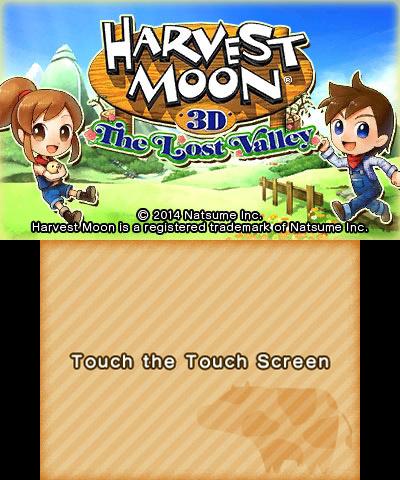 HARVEST
MOON®
3D
The Lost Valley
© 2014 Natsume Inc.
Harvest Moon is a registered trademark of Natsume Inc.
Touch the Touch Screen